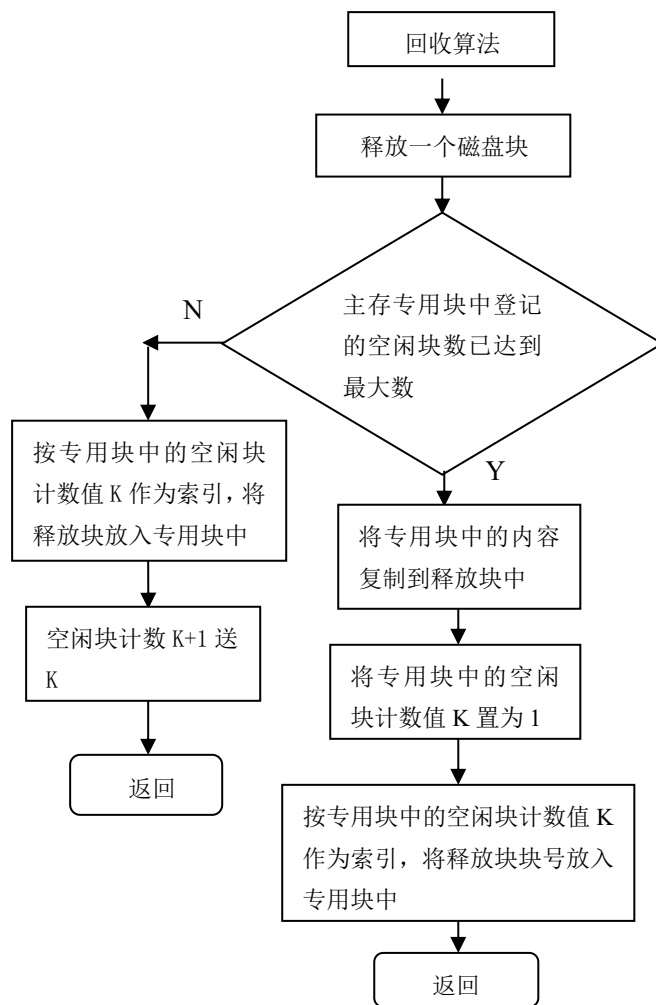 回收算法
释放一个磁盘块
主存专用块中登记
的空闲块数已达到
最大数
N
Y
按专用块中的空闲块
计数值 K 作为索引，将
释放块放入专用块中
空闲块计数 K+1 送
K
返回
将专用块中的内容
复制到释放块中
将专用块中的空闲
块计数值 K 置为 1
按专用块中的空闲块计数值 K
作为索引，将释放块块号放入
专用块中
返回